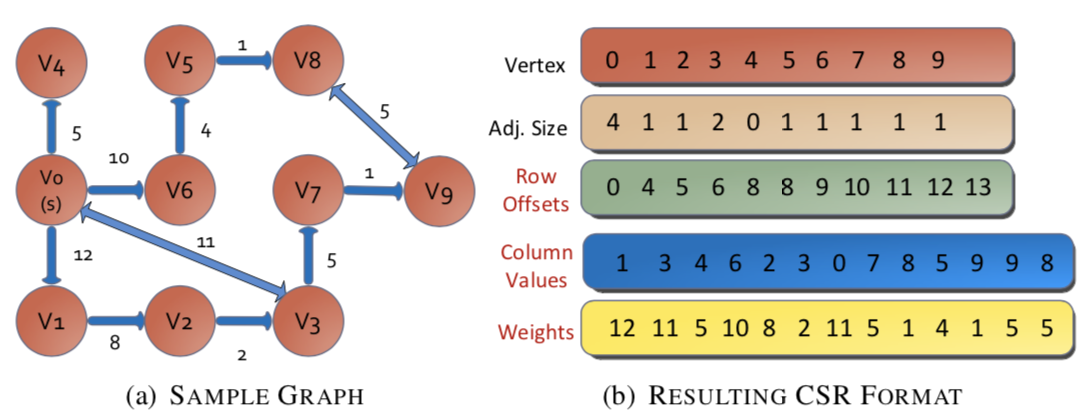 V4
5
V5
1
V8
5
4
10
V0
(s)
V6
V7
1
V9
11
12
5
V1
8
V2
2
V3
(a) SAMPLE GRAPH
Vertex 0 1 2 3 4 5 6 7 8 9
Adj. Size 4 1 1 2 0 1 1 1 1 1
Row
Offsets 0 4 5 6 8 8 9 10 11 12 13
Column
Values 1 3 4 6 2 3 0 7 8 5 9 9 8
Weights 12 11 5 10 8 2 11 5 1 4 1 5 5
(b) RESULTING CSR FORMAT